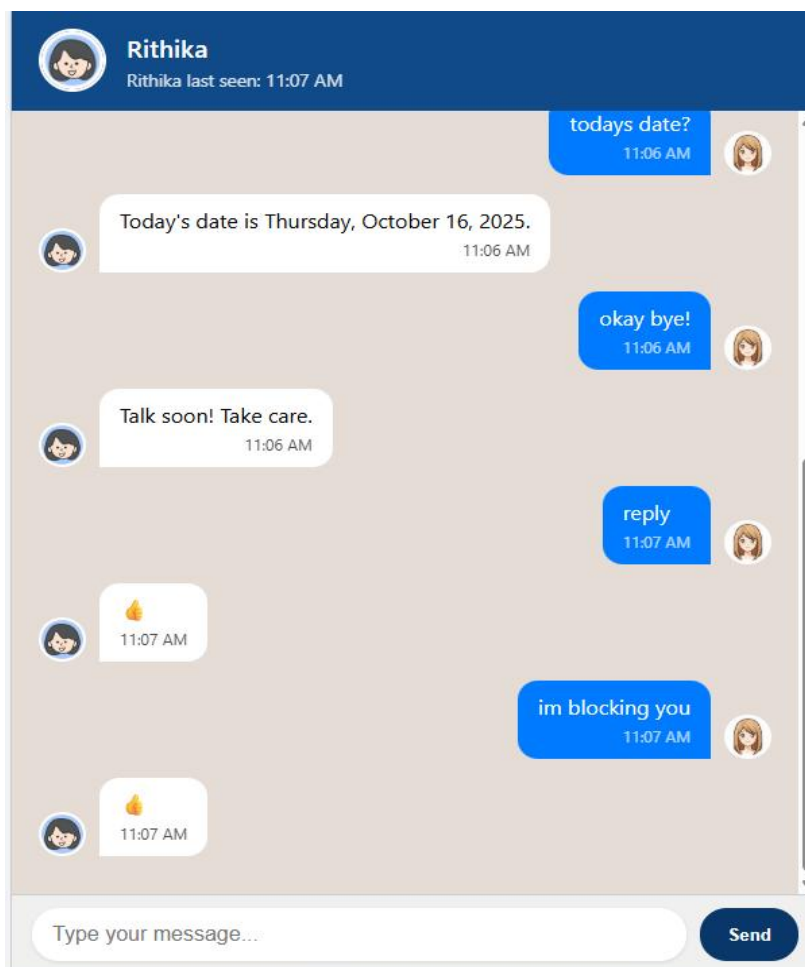 Rithika
Rithika last seen: 11:07 AM
todays date?
11:06 AM
Today's date is Thursday, October 16, 2025.
11:06 AM
okay bye!
11:06 AM
Talk soon! Take care.
11:06 AM
reply
11:07 AM
👍
11:07 AM
im blocking you
11:07 AM
👍
11:07 AM
Type your message...
Send